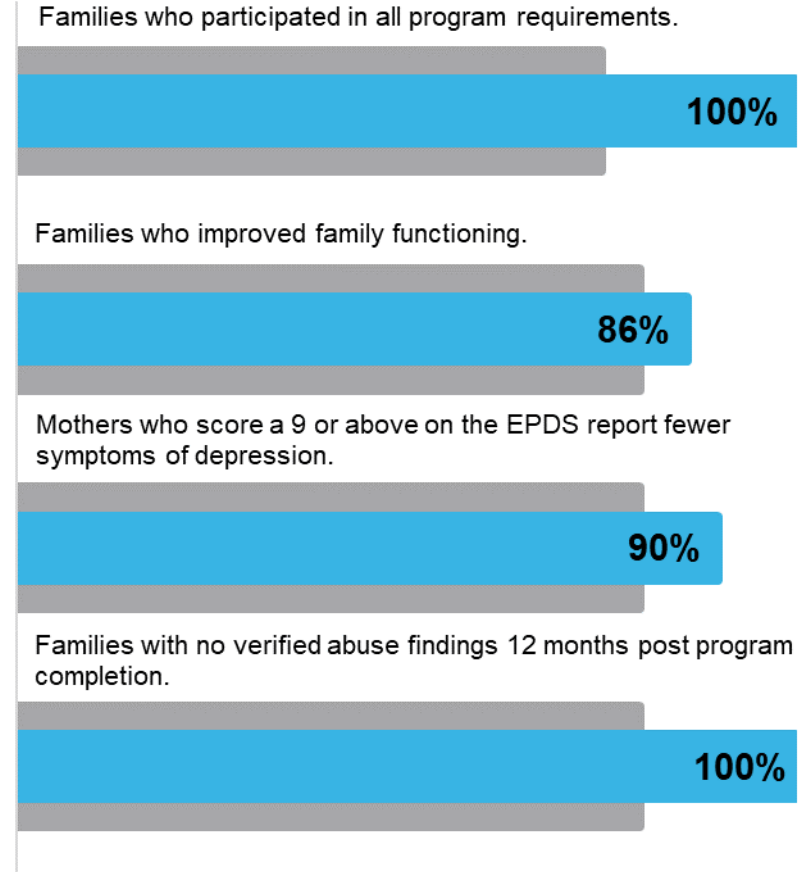 Families who participated in all program requirements.
100%
Families who improved family functioning.
86%
Mothers who score a 9 or above on the EPDS report fewer
symptoms of depression.
90%
Families with no verified abuse findings 12 months post program
completion.
100%